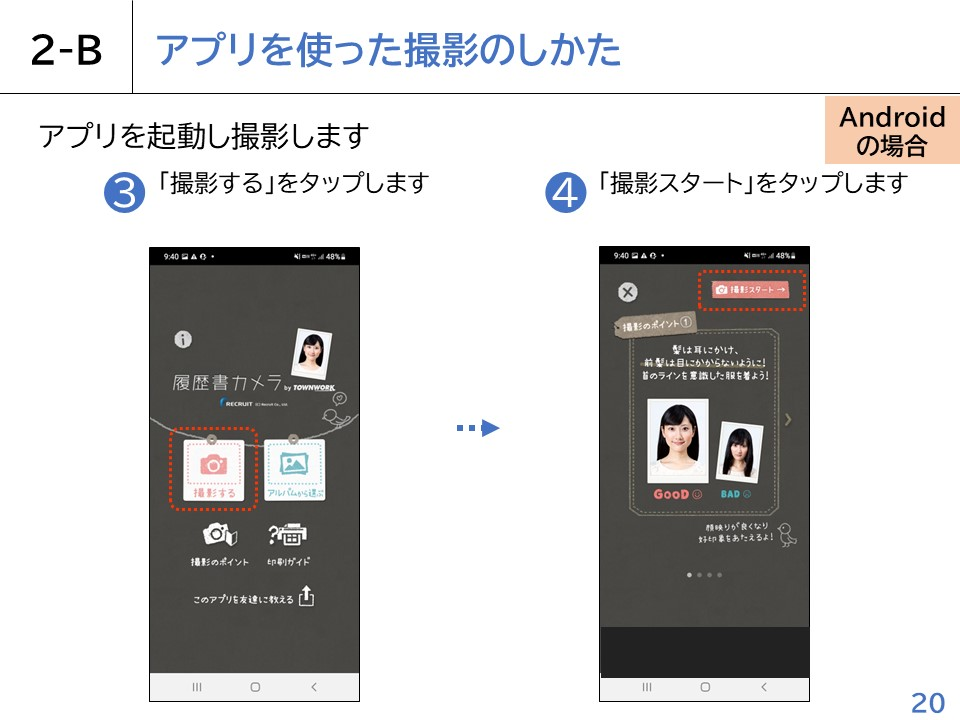 2-B
アプリを使った撮影のしかた
Android
の場合
アプリを起動し撮影します
3
「撮影する」をタップします
9:40
48%
履歴書カメラ by TOWNWORK
RECRUIT (C) Recruit Co., Ltd.
撮影する
アルバムから選ぶ
撮影のポイント
印刷ガイド
このアプリを友達に教える
4
「撮影スタート」をタップします
9:40
48%
撮影スタート→
撮影のポイント①
髪は耳にかけ、
前髪は目にかからないように!
首のラインを意識した服を着よう!
GOOD
BAD
顔映りが良くなり
好印象をあたえるよ!
20